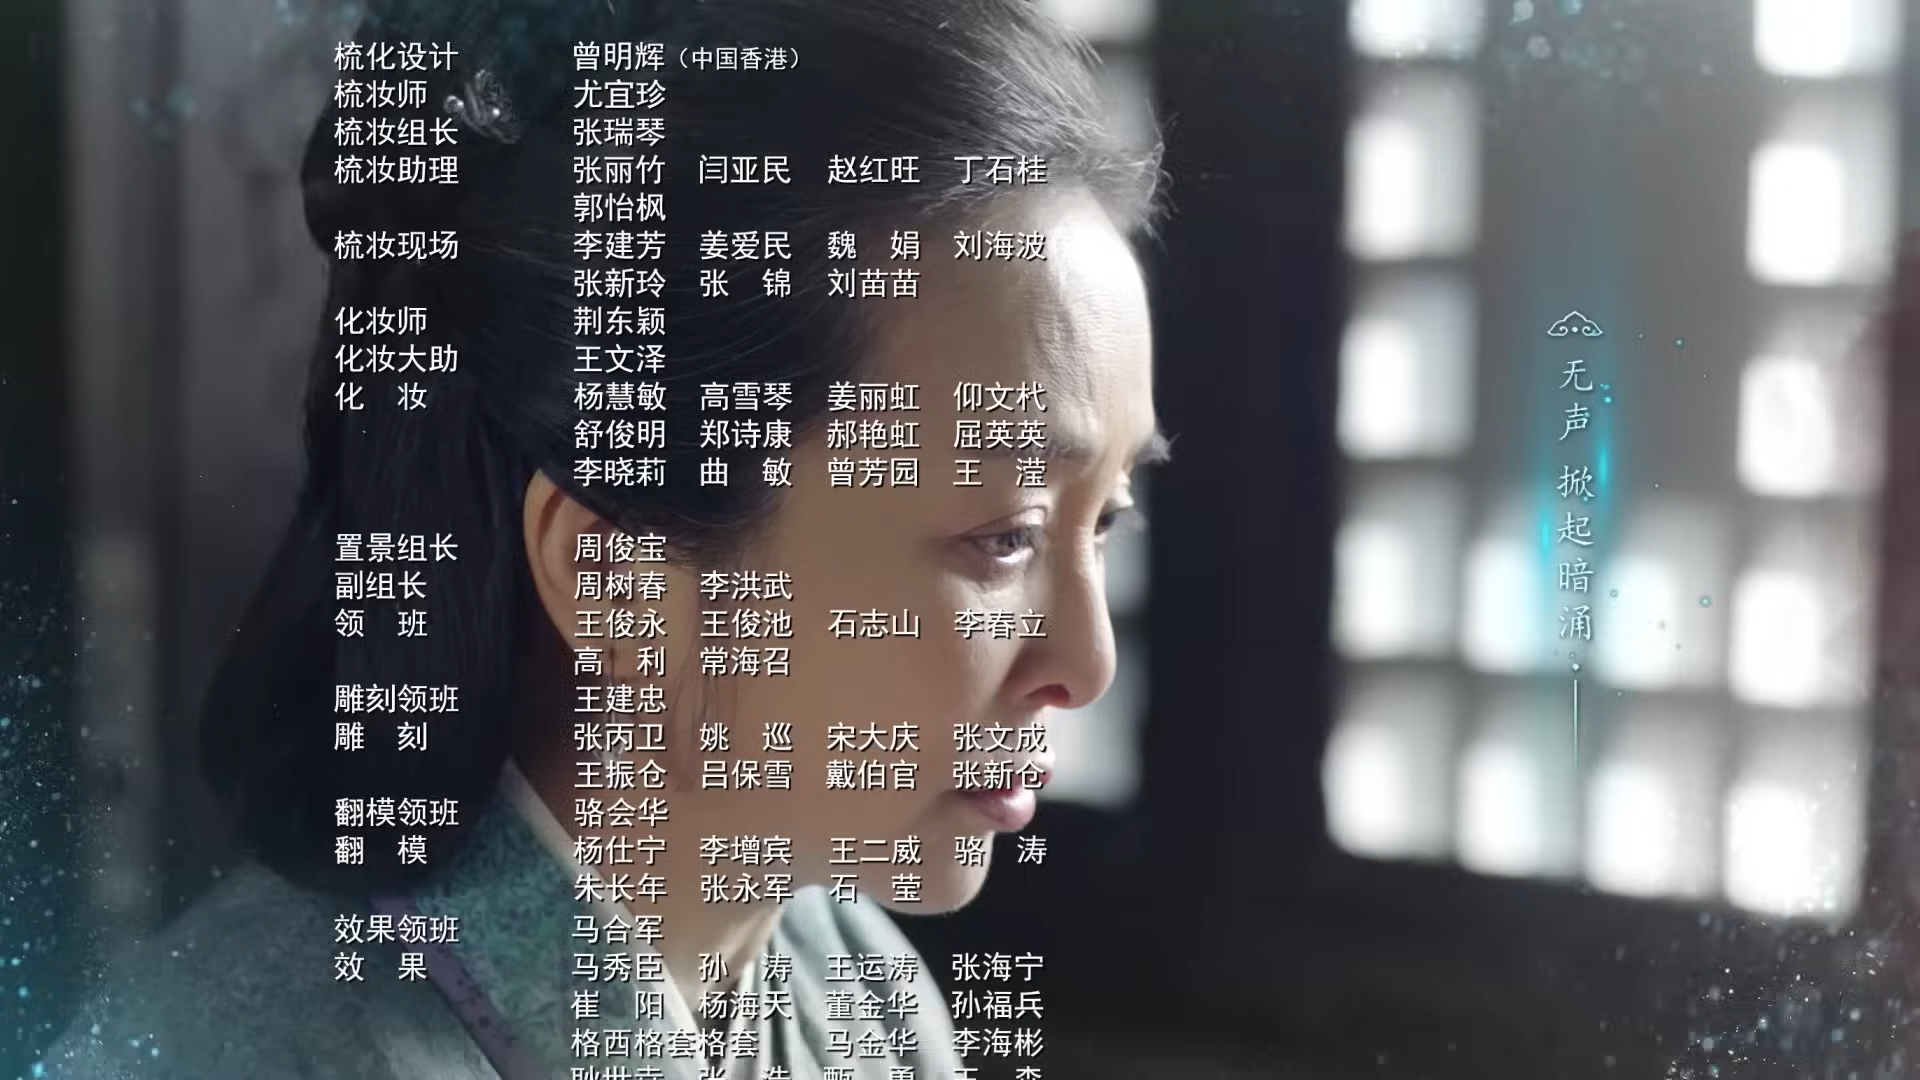 梳化设计 曾明辉（中国香港）
梳妆师 尤宜珍
梳妆组长 张瑞琴
梳妆助理 张丽竹 闫亚民 赵红旺 丁石桂
郭怡枫
梳妆现场 李建芳 姜爱民 魏 娟 刘海波
张新玲 张 锦 刘苗苗
化妆师 荆东颖
化妆大助 王文泽
化 妆 杨慧敏 高雪琴 姜丽虹 仰文杙
舒俊明 郑诗康 郝艳虹 屈英英
李晓莉 曲 敏 曾芳园 王 滢
置景组长 周俊宝
副组长 周树春 李洪武
领 班 王俊永 王俊池 石志山 李春立
高 利 常海召
雕刻领班 王建忠
雕 刻 张丙卫 姚 巡 宋大庆 张文成
王振仓 吕保雪 戴伯官 张新仓
翻模领班 骆会华
翻 模 杨仕宁 李增宾 王二威 骆 涛
朱长年 张永军 石 莹
效果领班 马合军
效 果 马秀臣 孙 涛 王运涛 张海宁
崔 阳 杨海天 董金华 孙福兵
格西格套格套 马金华 李海彬
无声 掀起暗涌